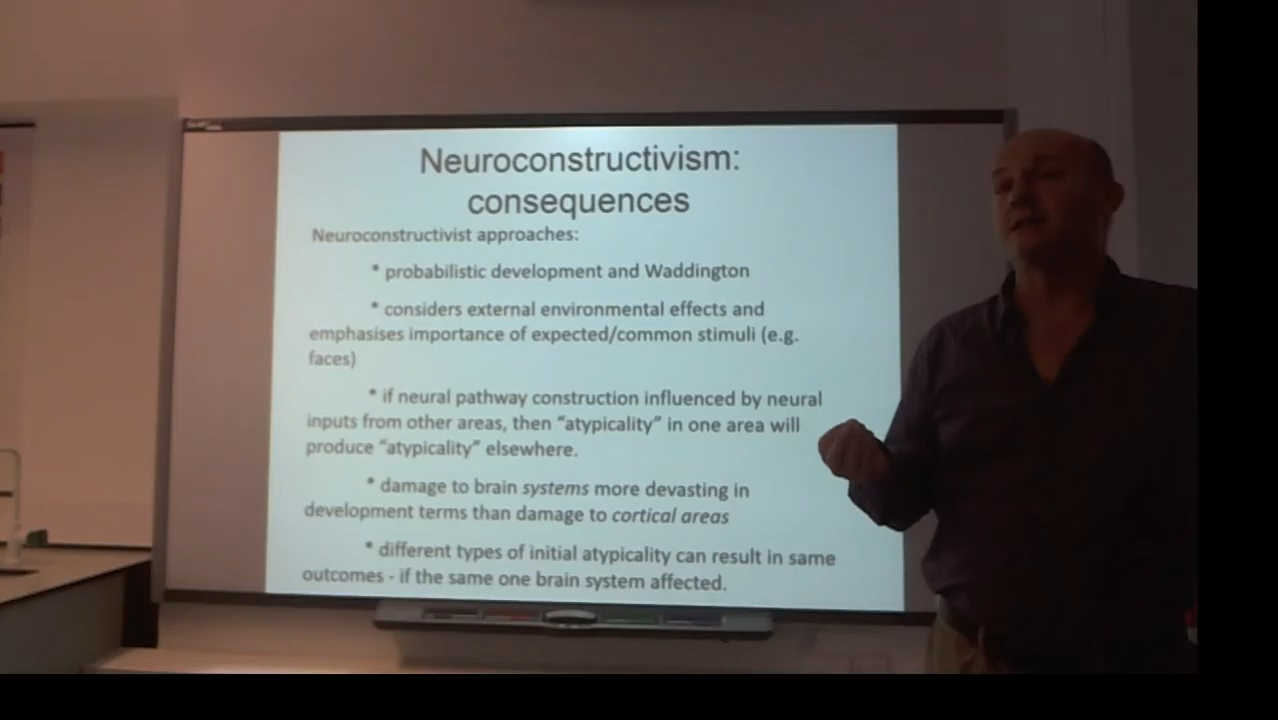 Neuroconstructivism:
consequences
Neuroconstructivist approaches:
* probabilistic development and Waddington
* considers external environmental effects and
emphasises importance of expected/common stimuli (e.g.
faces)
* if neural pathway construction influenced by neural
inputs from other areas, then “atypicality” in one area will
produce “atypicality” elsewhere.
* damage to brain systems more devasting in
development terms than damage to cortical areas
* different types of initial atypicality can result in same
outcomes - if the same one brain system affected.